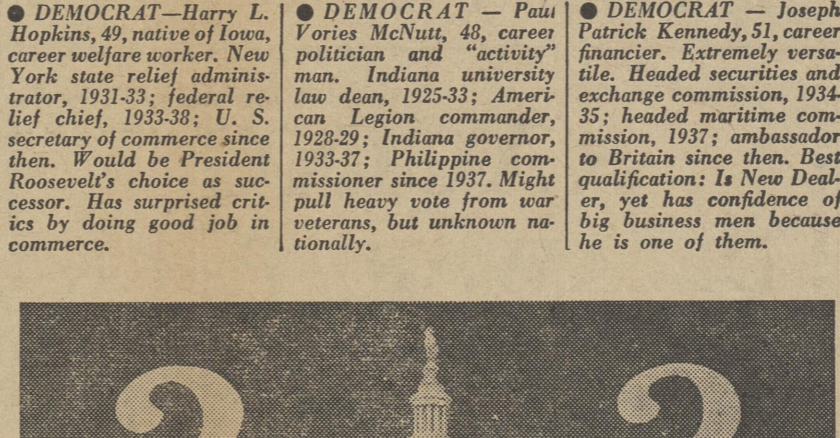 ● DEMOCRAT—Harry L.
Hopkins, 49, native of Iowa,
career welfare worker. New
York state relief adminis-
trator, 1931-33; federal re-
lief chief, 1933-38; U. S.
secretary of commerce since
then. Would be President
Roosevelt's choice as suc-
cessor. Has surprised crit-
ics by doing good job in
commerce.
● DEMOCRAT — Paul
Vories McNutt, 48, career
politician and "activity"
man. Indiana university
law dean, 1925-33; Ameri-
can Legion commander,
1928-29; Indiana governor,
1933-37; Philippine com-
missioner since 1937. Might
pull heavy vote from war
veterans, but unknown na-
tionally.
● DEMOCRAT — Joseph
Patrick Kennedy, 51, career
financier. Extremely versa-
tile. Headed securities and
exchange commission, 1934-
35; headed maritime com-
mission, 1937; ambassador
to Britain since then. Best
qualification: Is New Deal-
er, yet has confidence of
big business men because
he is one of them.
? ?